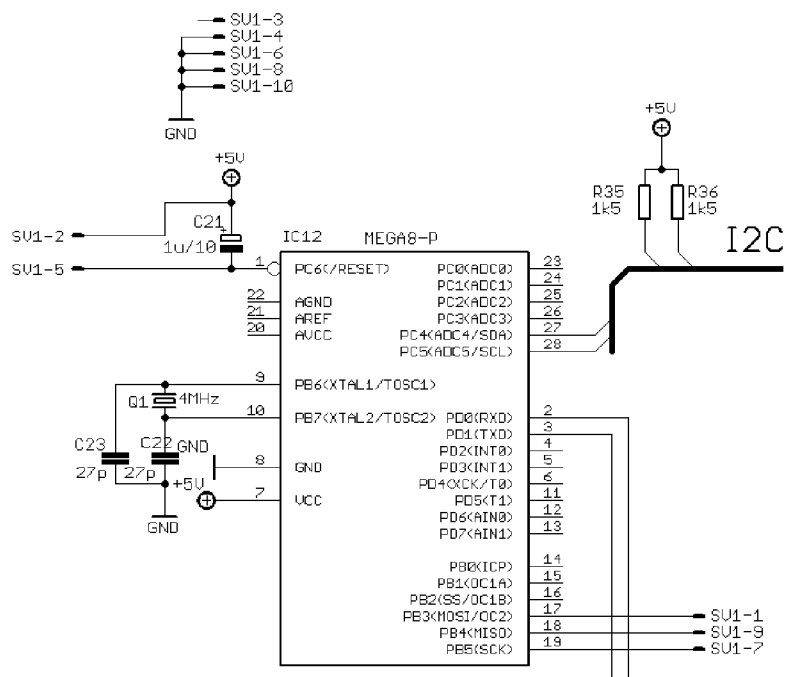 SV1-3
SV1-4
SV1-6
SV1-8
SV1-10
GND
+5V
R35
1k5
R36
1k5
I2C
+5V
C21
+
1u/10
SV1-2
SV1-5
IC12
MEGA8-P
1 PC6(/RESET)
22 AGND
21 AREF
20 AVCC
9 PB6(XTAL1/TOSC1)
Q1
4MHz
10 PB7(XTAL2/TOSC2)
C23
27p
C22
27p
GND
8 GND
+5V
7 VCC
GND
PC0(ADC0) 23
PC1(ADC1) 24
PC2(ADC2) 25
PC3(ADC3) 26
PC4(ADC4/SDA) 27
PC5(ADC5/SCL) 28
PD0(RXD) 2
PD1(TXD) 3
PD2(INT0) 4
PD3(INT1) 5
PD4(XCK/T0) 6
PD5(T1) 11
PD6(AIN0) 12
PD7(AIN1) 13
PB0(ICP) 14
PB1(OC1A) 15
PB2(SS/OC1B) 16
PB3(MOSI/OC2) 17
PB4(MISO) 18
PB5(SCK) 19
SV1-1
SV1-9
SV1-7